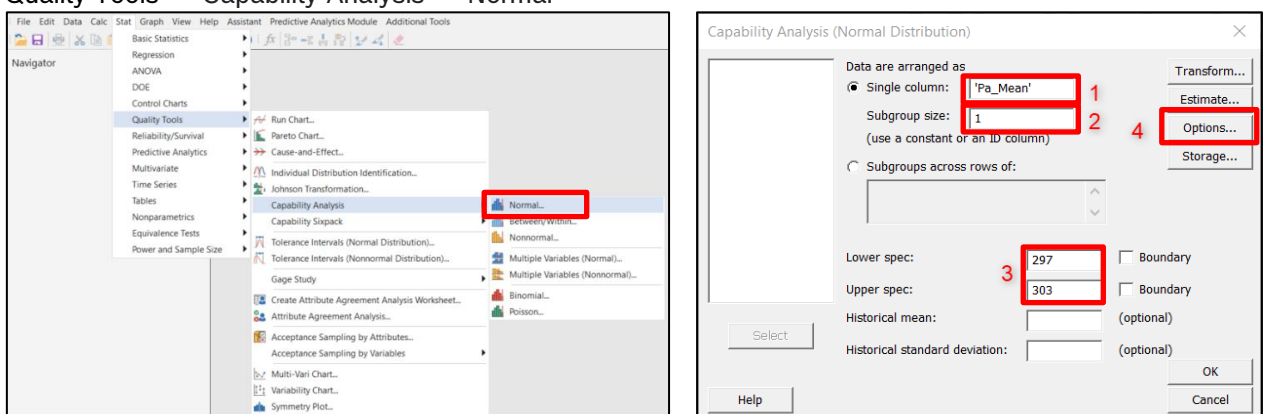 Quality Tools Capability Analysis Normal
File Edit Data Calc Stat Graph View Help Assistant Predictive Analytics Module Additional Tools
Navigator
Basic Statistics
Regression
ANOVA
DOE
Control Charts
Quality Tools
Reliability/Survival
Predictive Analytics
Multivariate
Time Series
Tables
Nonparametrics
Equivalence Tests
Power and Sample Size
Run Chart...
Pareto Chart...
Cause-and-Effect...
Individual Distribution Identification...
Johnson Transformation...
Capability Analysis
Capability Sixpack
Tolerance Intervals (Normal Distribution)...
Tolerance Intervals (Nonnormal Distribution)...
Gage Study
Create Attribute Agreement Analysis Worksheet...
Attribute Agreement Analysis...
Acceptance Sampling by Attributes...
Acceptance Sampling by Variables
Multi-Vari Chart...
Variability Chart...
Symmetry Plot...
Normal...
Between/Within...
Nonnormal...
Multiple Variables (Normal)...
Multiple Variables (Nonnormal)...
Binomial...
Poisson...
Capability Analysis (Normal Distribution)
Data are arranged as
Single column: 'Pa_Mean' 1
Subgroup size: 1 2
(use a constant or an ID column)
Subgroups across rows of:
Transform...
Estimate...
4 Options...
Storage...
Lower spec: 297 Boundary
3
Upper spec: 303 Boundary
Historical mean: (optional)
Historical standard deviation: (optional)
Select
OK
Help Cancel